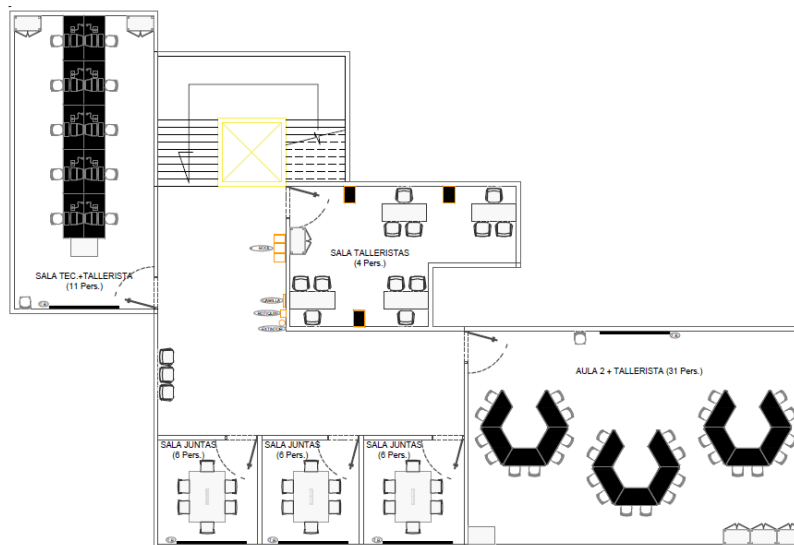 SALA TALLERISTAS
(4 Pers.)
SALA TEC.+TALLERISTA
(11 Pers.)
AULA 2 + TALLERISTA (31 Pers.)
SALA JUNTAS
(6 Pers.)
SALA JUNTAS
(6 Pers.)
SALA JUNTAS
(6 Pers.)